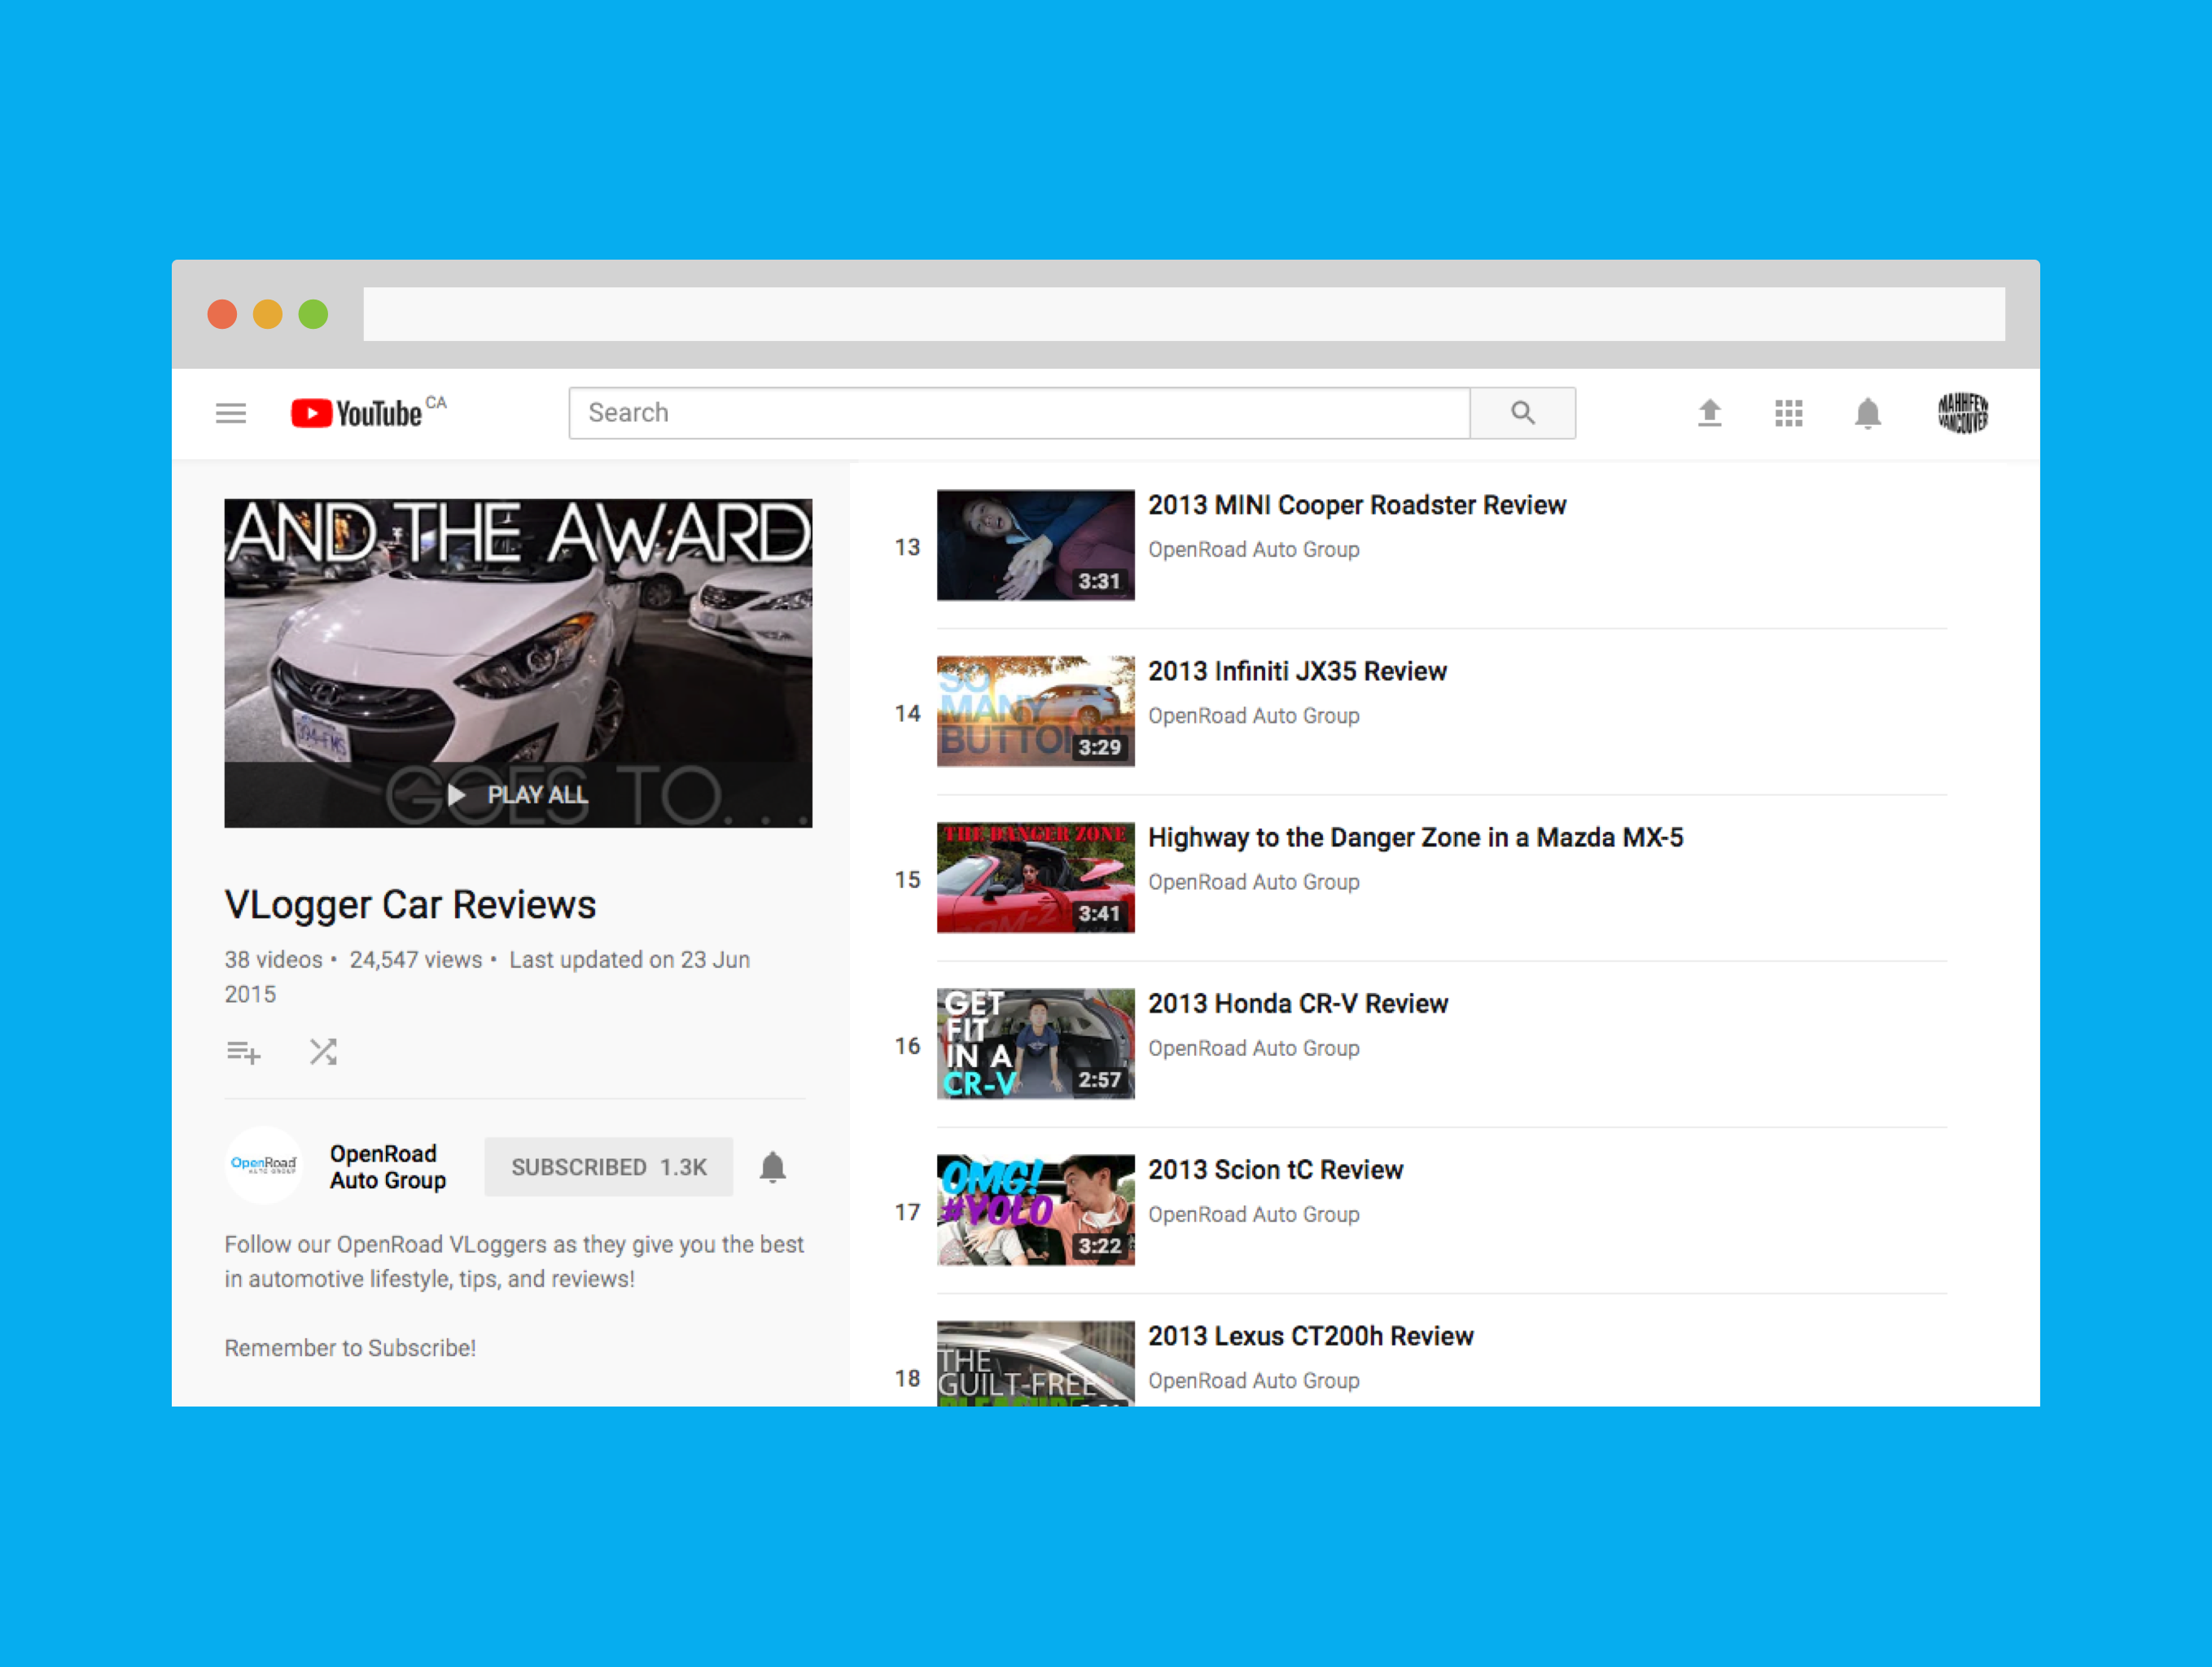 YouTube CA
Search
MAHHFEW
VANCOUVER
AND THE AWARD
GOES TO...
PLAY ALL
VLogger Car Reviews
38 videos • 24,547 views • Last updated on 23 Jun
2015
OpenRoad
AUTO GROUP
OpenRoad
Auto Group
SUBSCRIBED 1.3K
Follow our OpenRoad VLoggers as they give you the best
in automotive lifestyle, tips, and reviews!
Remember to Subscribe!
13
3:31
2013 MINI Cooper Roadster Review
OpenRoad Auto Group
14
SO
MANY
BUTTON
3:29
2013 Infiniti JX35 Review
OpenRoad Auto Group
15
THE DANGER ZONE
3:41
Highway to the Danger Zone in a Mazda MX-5
OpenRoad Auto Group
16
GET
FIT
IN A
CR-V
2:57
2013 Honda CR-V Review
OpenRoad Auto Group
17
OMG!
#YOLO
3:22
2013 Scion tC Review
OpenRoad Auto Group
18
THE
GUILT-FREE
2013 Lexus CT200h Review
OpenRoad Auto Group